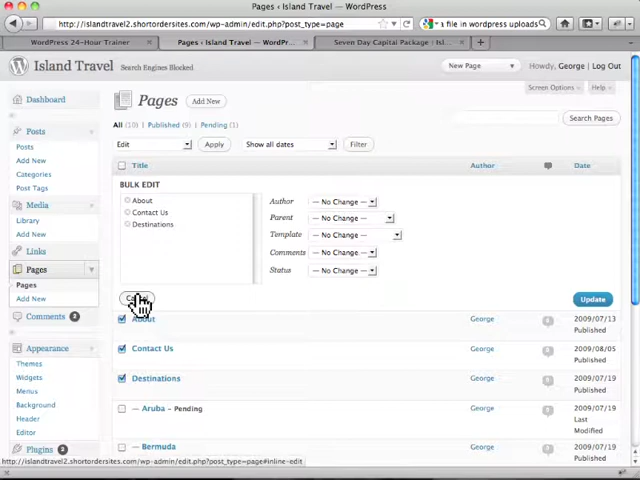 Pages ‹ Island Travel — WordPress
http://islandtravel2.shortordersites.com/wp-admin/edit.php?post_type=page
file in wordpress uploads
WordPress 24-Hour Trainer
Pages ‹ Island Travel — WordPr...
Seven Day Capital Package | Isl...
Island Travel
Search Engines Blocked
New Page
Howdy, George | Log Out
Screen Options
Help
Pages
Add New
All (10) | Published (9) | Pending (1)
Search Pages
Edit
Apply
Show all dates
Filter
Title
Author
Date
BULK EDIT
About
Contact Us
Destinations
Author
— No Change —
Parent
— No Change —
Template
— No Change —
Comments
— No Change —
Status
— No Change —
Update
About
George
2009/07/13
Published
Contact Us
George
2009/08/05
Published
Destinations
George
2009/07/19
Published
— Aruba - Pending
George
2009/07/19
Last
Modified
— Bermuda
George
2009/07/19
Published
Dashboard
Posts
Posts
Add New
Categories
Post Tags
Media
Library
Add New
Links
Pages
Pages
Add New
Comments 2
Appearance
Themes
Widgets
Menus
Background
Header
Editor
Plugins 2
http://islandtravel2.shortordersites.com/wp-admin/edit.php?post_type=page#inline-edit